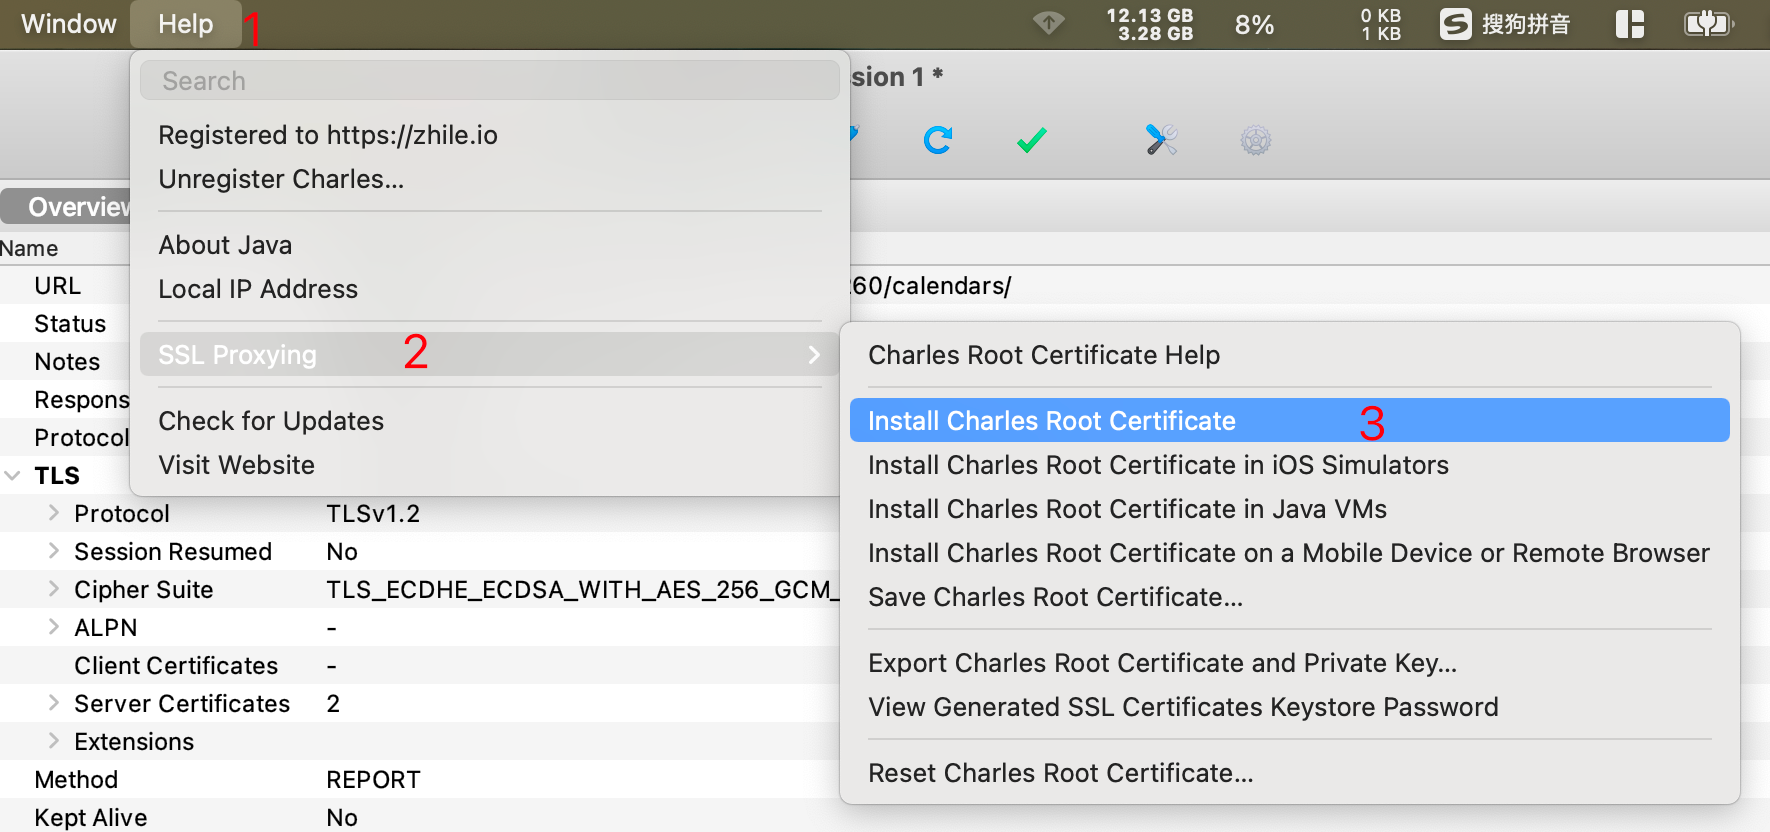 Window Help 1 12.13 GB 3.28 GB 8% 0 KB 1 KB S 搜狗拼音
Search
sion 1 *
Registered to https://zhile.io
Unregister Charles...
Overview
About Java
Name
Local IP Address
URL 260/calendars/
Status
SSL Proxying 2
Notes
Respons
Check for Updates
Protocol
Visit Website
TLS
Charles Root Certificate Help
Install Charles Root Certificate 3
Install Charles Root Certificate in iOS Simulators
Install Charles Root Certificate in Java VMs
Install Charles Root Certificate on a Mobile Device or Remote Browser
Save Charles Root Certificate...
Export Charles Root Certificate and Private Key...
View Generated SSL Certificates Keystore Password
Reset Charles Root Certificate...
Protocol TLSv1.2
Session Resumed No
Cipher Suite TLS_ECDHE_ECDSA_WITH_AES_256_GCM_
ALPN -
Client Certificates -
Server Certificates 2
Extensions
Method REPORT
Kept Alive No